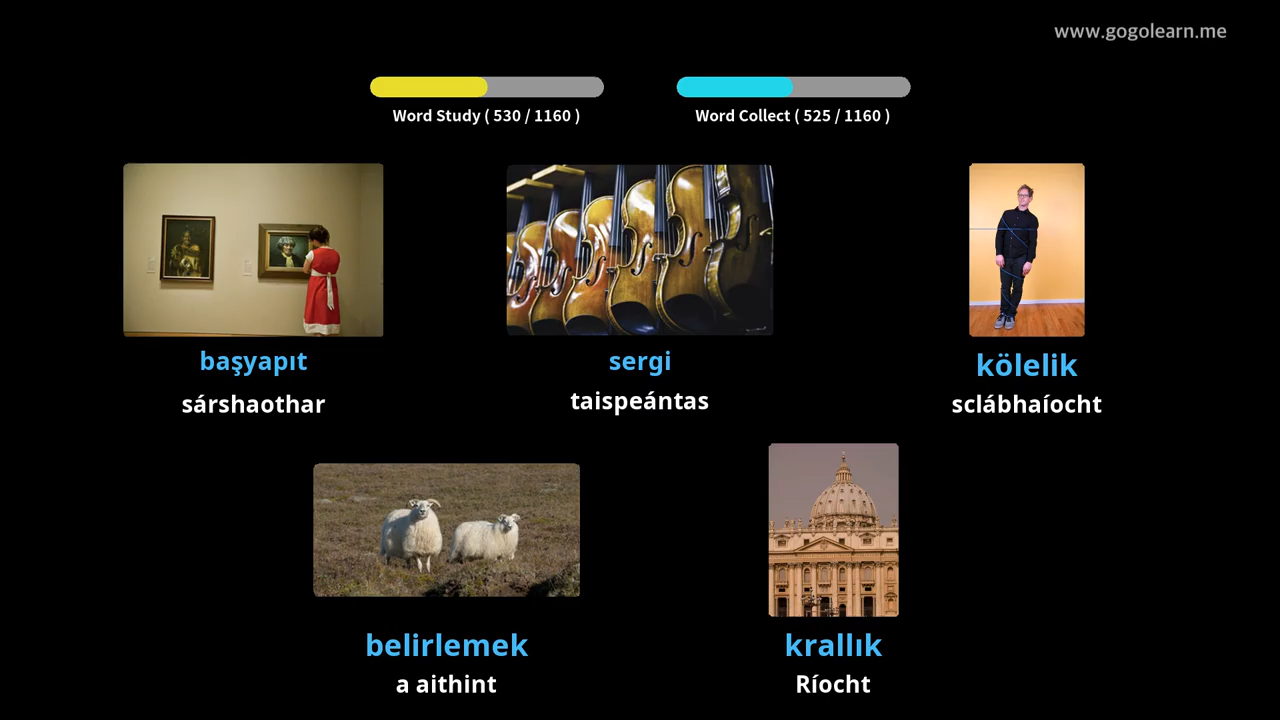 www.gogolearn.me
Word Study ( 530 / 1160 )
Word Collect ( 525 / 1160 )
başyapıt
sárshaothar
sergi
taispeántas
kölelik
sclábhaíocht
belirlemek
a aithint
krallık
Ríocht